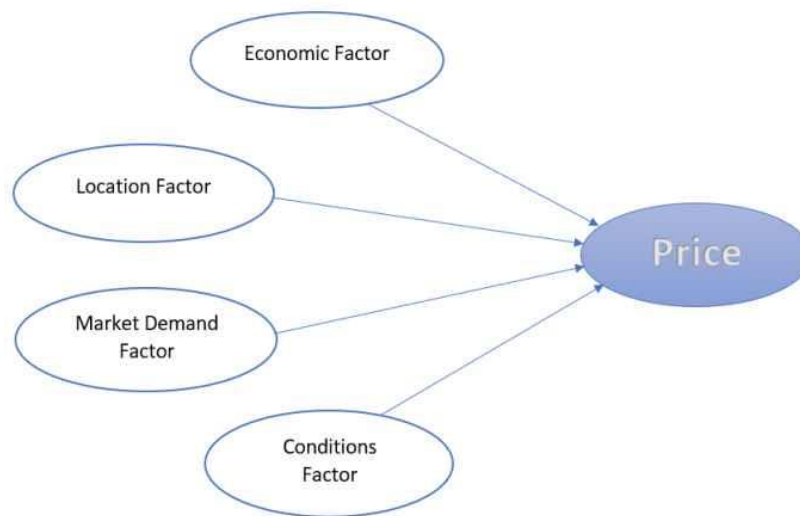 Economic Factor
Location Factor
Price
Market Demand
Factor
Conditions
Factor